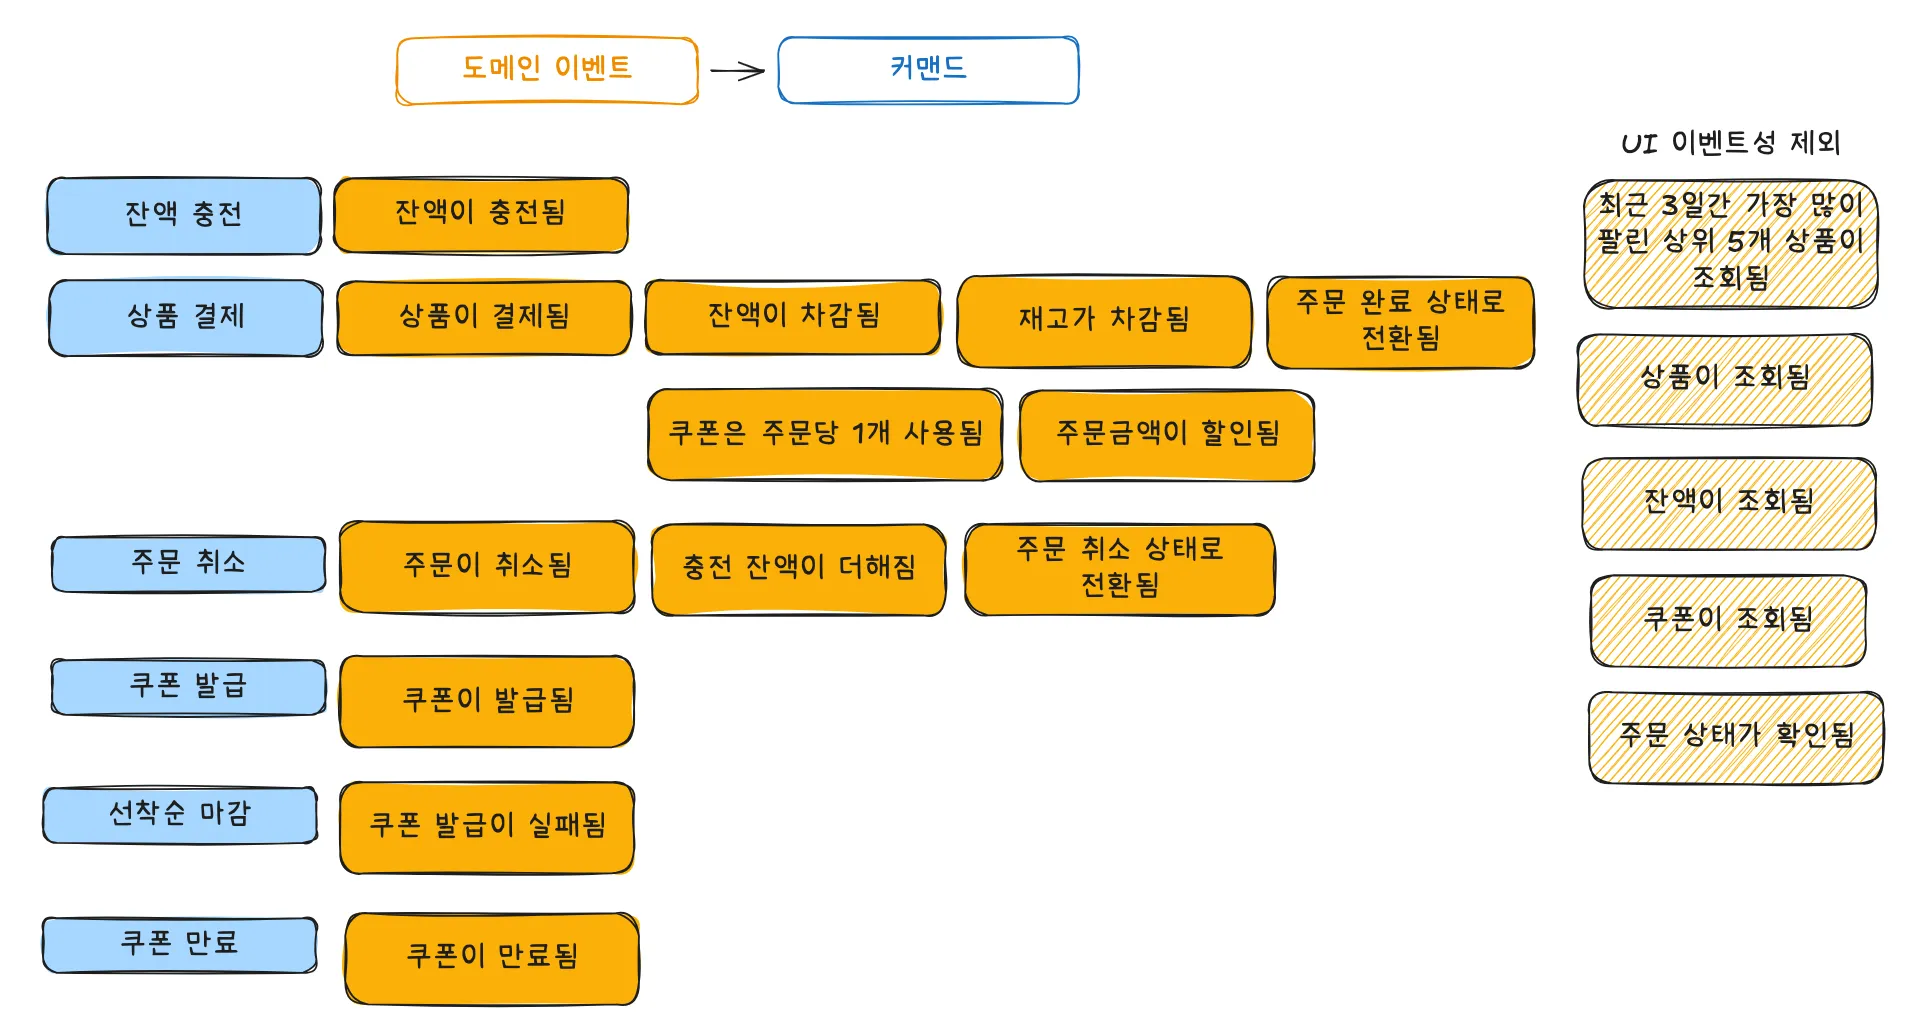 도메인 이벤트
커맨드
UI 이벤트성 제외
잔액 충전
잔액이 충전됨
상품 결제
상품이 결제됨
잔액이 차감됨
재고가 차감됨
주문 완료 상태로
전환됨
쿠폰은 주문당 1개 사용됨
주문금액이 할인됨
주문 취소
주문이 취소됨
충전 잔액이 더해짐
주문 취소 상태로
전환됨
쿠폰 발급
쿠폰이 발급됨
선착순 마감
쿠폰 발급이 실패됨
쿠폰 만료
쿠폰이 만료됨
최근 3일간 가장 많이
팔린 상위 5개 상품이
조회됨
상품이 조회됨
잔액이 조회됨
쿠폰이 조회됨
주문 상태가 확인됨